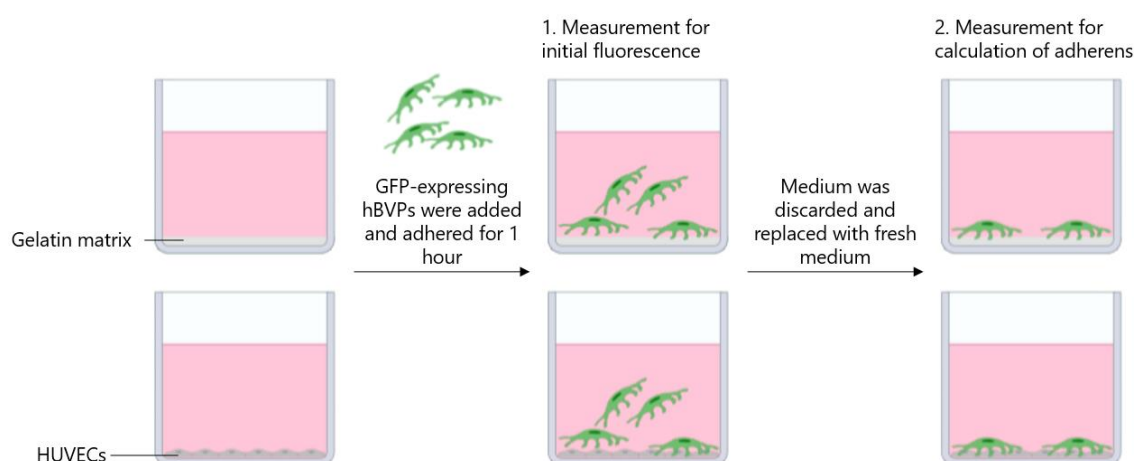 1. Measurement for
initial fluorescence
2. Measurement for
calculation of adherens
GFP-expressing
hBVPs were added
and adhered for 1
hour
Medium was
discarded and
replaced with fresh
medium
Gelatin matrix
HUVECs